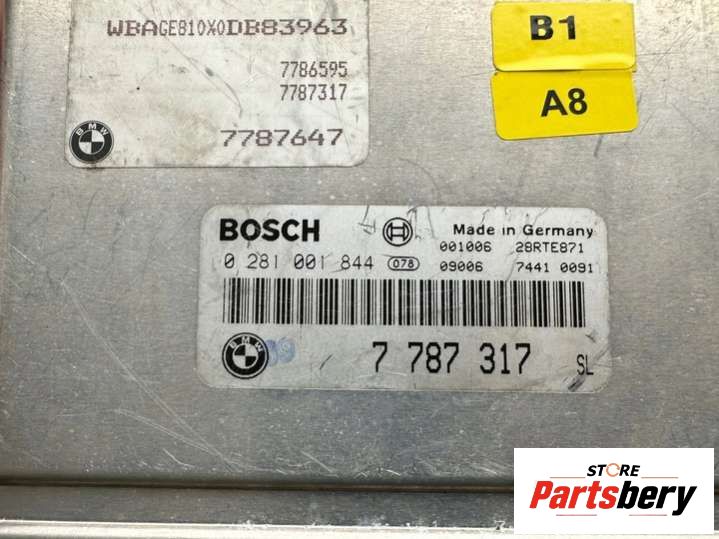 WBAGE810X0DB83963
7786595
7787317
BMW 7787647
B1
A8
BOSCH Made in Germany
001006 28RTE871
0 281 001 844 078 09006 7441 0091
BMW 7 787 317 SL
STORE
Partsbery